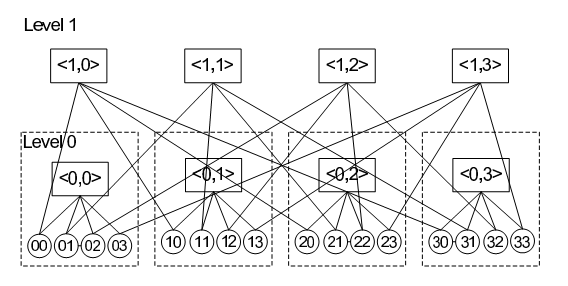 Level 1
<1,0> <1,1> <1,2> <1,3>
Level 0
<0,0> <0,1> <0,2> <0,3>
00 01 02 03 10 11 12 13 20 21 22 23 30 31 32 33